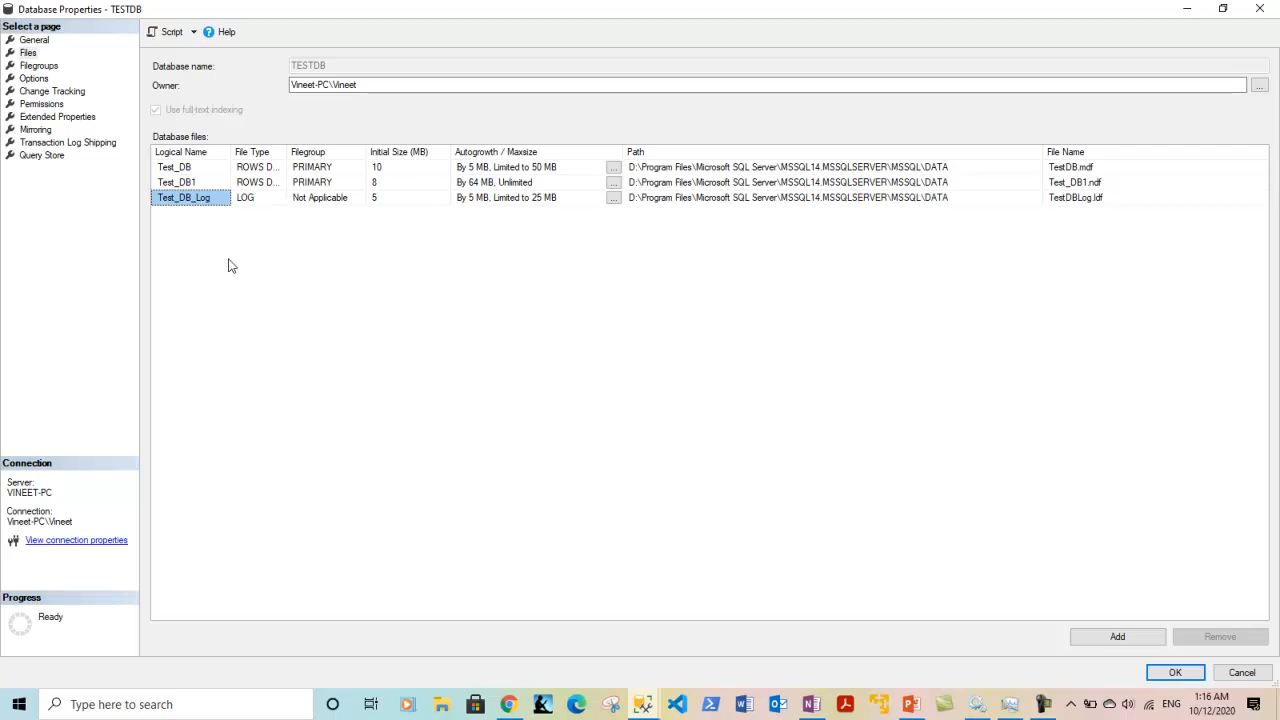 Database Properties - TESTDB
Select a page
General
Files
Filegroups
Options
Change Tracking
Permissions
Extended Properties
Mirroring
Transaction Log Shipping
Query Store
Script Help
Database name: TESTDB
Owner: Vineet-PC\Vineet ...
Use full-text indexing
Database files:
Logical Name File Type Filegroup Initial Size (MB) Autogrowth / Maxsize Path File Name
Test_DB ROWS D... PRIMARY 10 By 5 MB, Limited to 50 MB ... D:\Program Files\Microsoft SQL Server\MSSQL14.MSSQLSERVER\MSSQL\DATA TestDB.mdf
Test_DB1 ROWS D... PRIMARY 8 By 64 MB, Unlimited ... D:\Program Files\Microsoft SQL Server\MSSQL14.MSSQLSERVER\MSSQL\DATA Test_DB1.ndf
Test_DB_Log LOG Not Applicable 5 By 5 MB, Limited to 25 MB ... D:\Program Files\Microsoft SQL Server\MSSQL14.MSSQLSERVER\MSSQL\DATA TestDBLog.ldf
Connection
Server:
VINEET-PC
Connection:
Vineet-PC\Vineet
View connection properties
Progress
Ready
Add Remove
OK Cancel
Type here to search
ENG
1:16 AM
10/12/2020